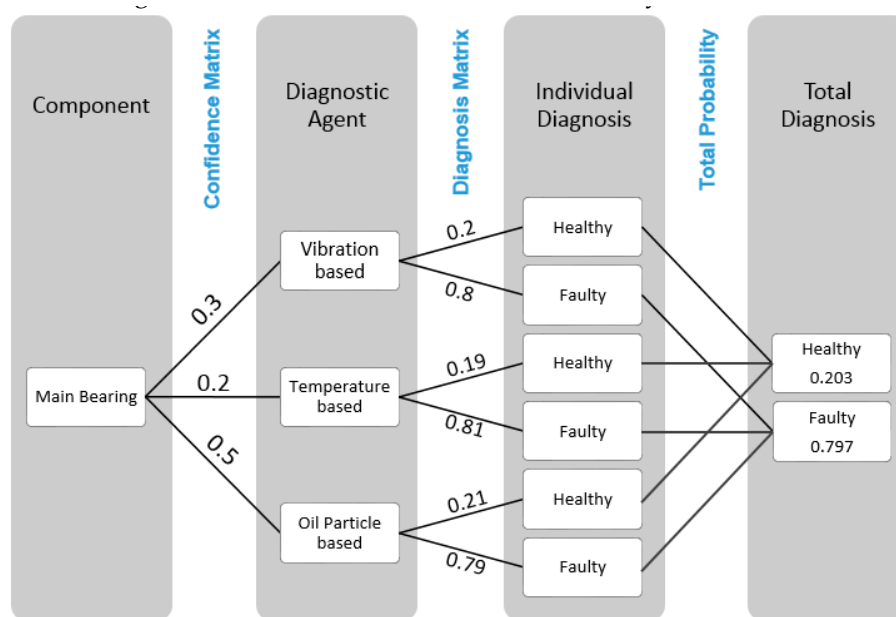 Component
Confidence Matrix
Diagnostic
Agent
Diagnosis Matrix
Individual
Diagnosis
Total Probability
Total
Diagnosis
Main Bearing
0.3
0.2
0.5
Vibration
based
Temperature
based
Oil Particle
based
0.2
0.8
0.19
0.81
0.21
0.79
Healthy
Faulty
Healthy
Faulty
Healthy
Faulty
Healthy
0.203
Faulty
0.797